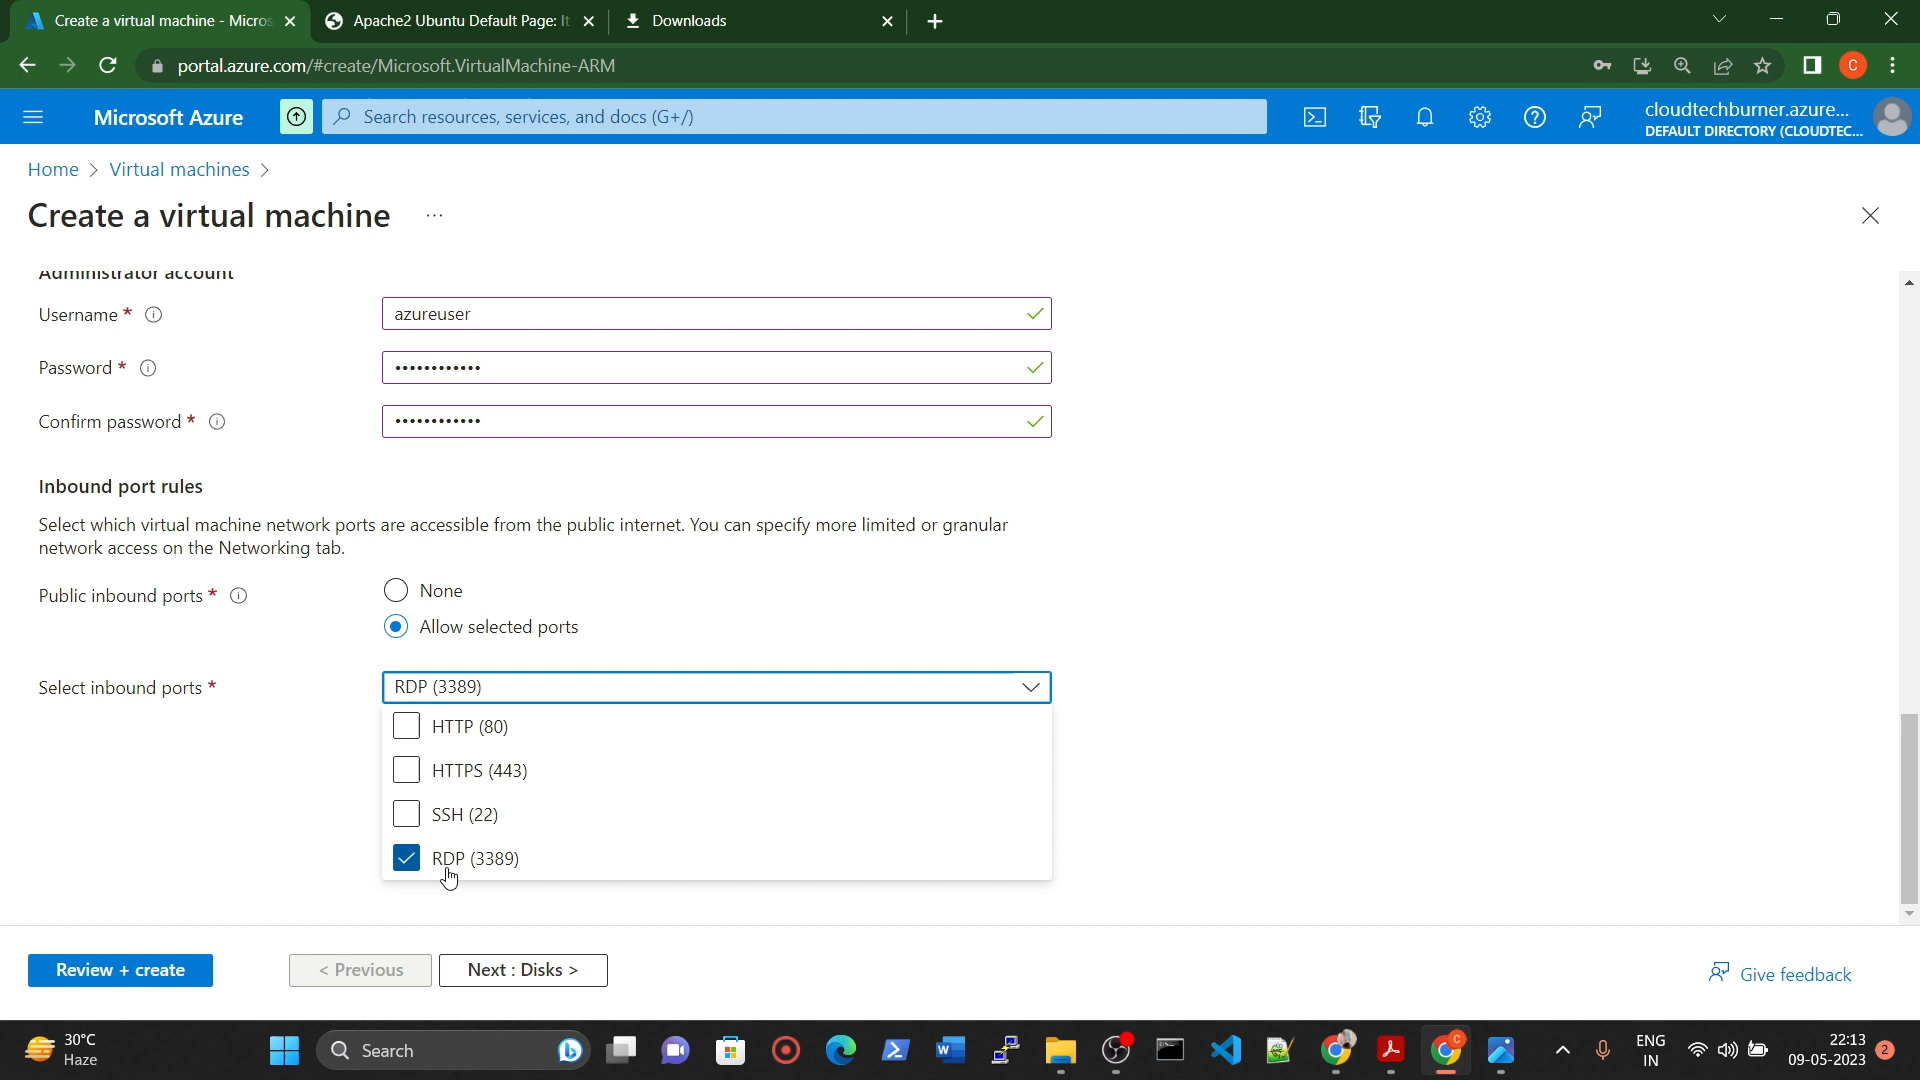 Create a virtual machine - Micros
Apache2 Ubuntu Default Page: It
Downloads
portal.azure.com/#create/Microsoft.VirtualMachine-ARM
C
Microsoft Azure
Search resources, services, and docs (G+/)
cloudtechburner.azure...
DEFAULT DIRECTORY (CLOUDTEC...
Home > Virtual machines >
Create a virtual machine ...
Administrator account
Username *
azureuser
Password *
••••••••••••
Confirm password *
••••••••••••
Inbound port rules
Select which virtual machine network ports are accessible from the public internet. You can specify more limited or granular
network access on the Networking tab.
Public inbound ports *
None
Allow selected ports
Select inbound ports *
RDP (3389)
HTTP (80)
HTTPS (443)
SSH (22)
RDP (3389)
Review + create
< Previous
Next : Disks >
Give feedback
30°C
Haze
Search
ENG
IN
22:13
09-05-2023
2